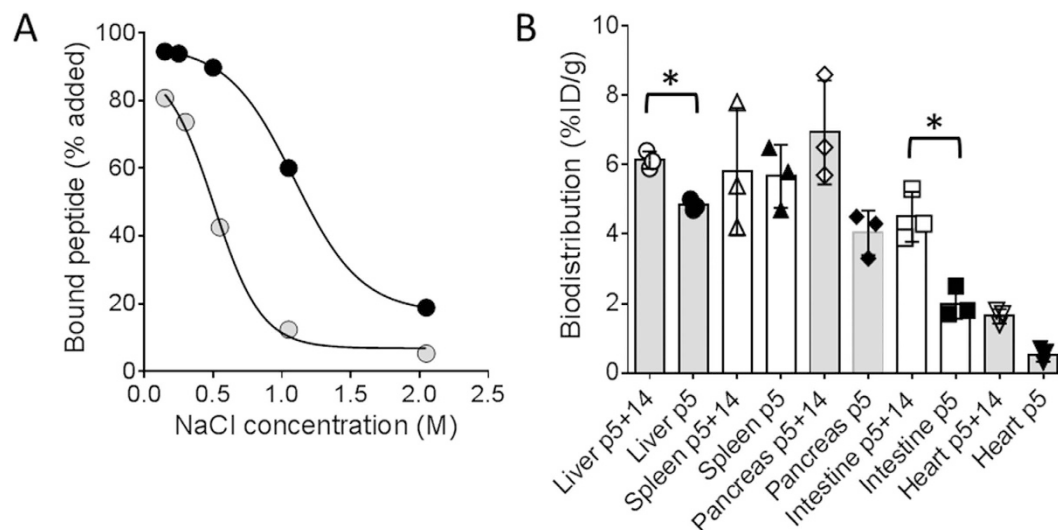 A
Bound peptide (% added)
100
80
60
40
20
0
0.0 0.5 1.0 1.5 2.0 2.5
NaCl concentration (M)
B
Biodistribution (%ID/g)
8
6
4
2
0
* *
Liver p5+14
Liver p5
Spleen p5+14
Spleen p5
Pancreas p5+14
Pancreas p5
Intestine p5+14
Intestine p5
Heart p5+14
Heart p5